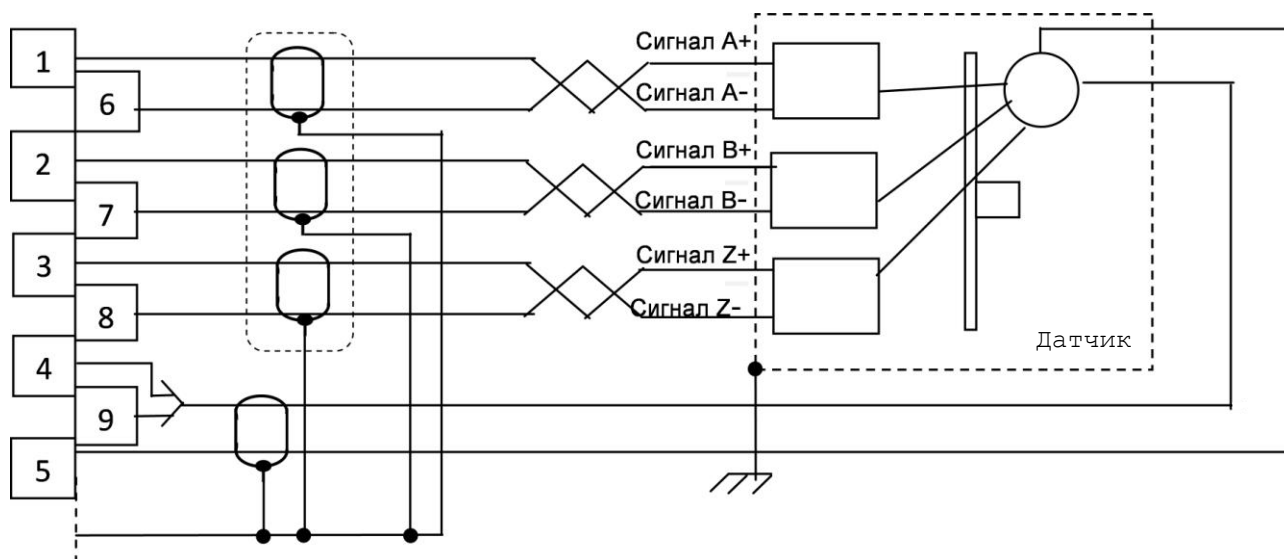 1
Сигнал A+
6
Сигнал A-
2
Сигнал B+
7
Сигнал B-
3
Сигнал Z+
8
Сигнал Z-
Датчик
4
9
5